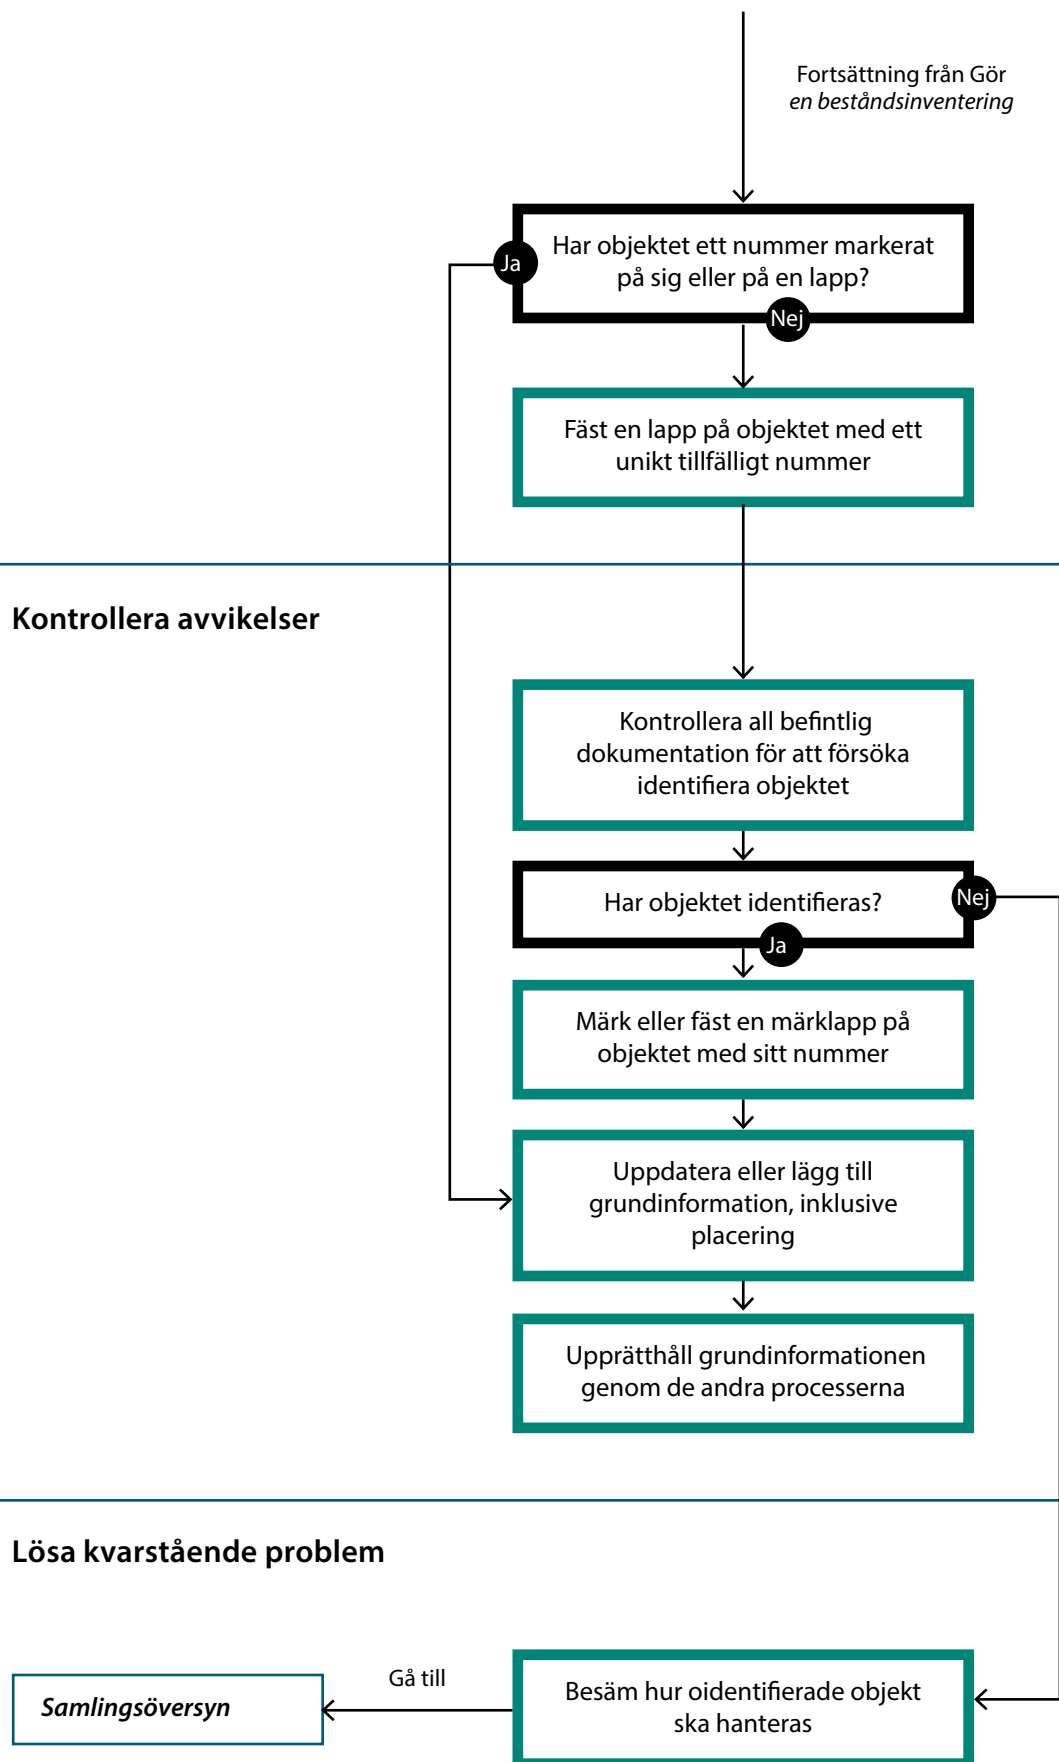 Fortsättning från Gör
en beståndsinventering
Har objektet ett nummer markerat
på sig eller på en lapp?
Ja
Nej
Fäst en lapp på objektet med ett
unikt tillfälligt nummer
Kontrollera avvikelser
Kontrollera all befintlig
dokumentation för att försöka
identifiera objektet
Har objektet identifieras?
Nej
Ja
Märk eller fäst en märklapp på
objektet med sitt nummer
Uppdatera eller lägg till
grundinformation, inklusive
placering
Upprätthåll grundinformationen
genom de andra processerna
Lösa kvarstående problem
Samlingsöversyn
Gå till
Besäm hur oidentifierade objekt
ska hanteras